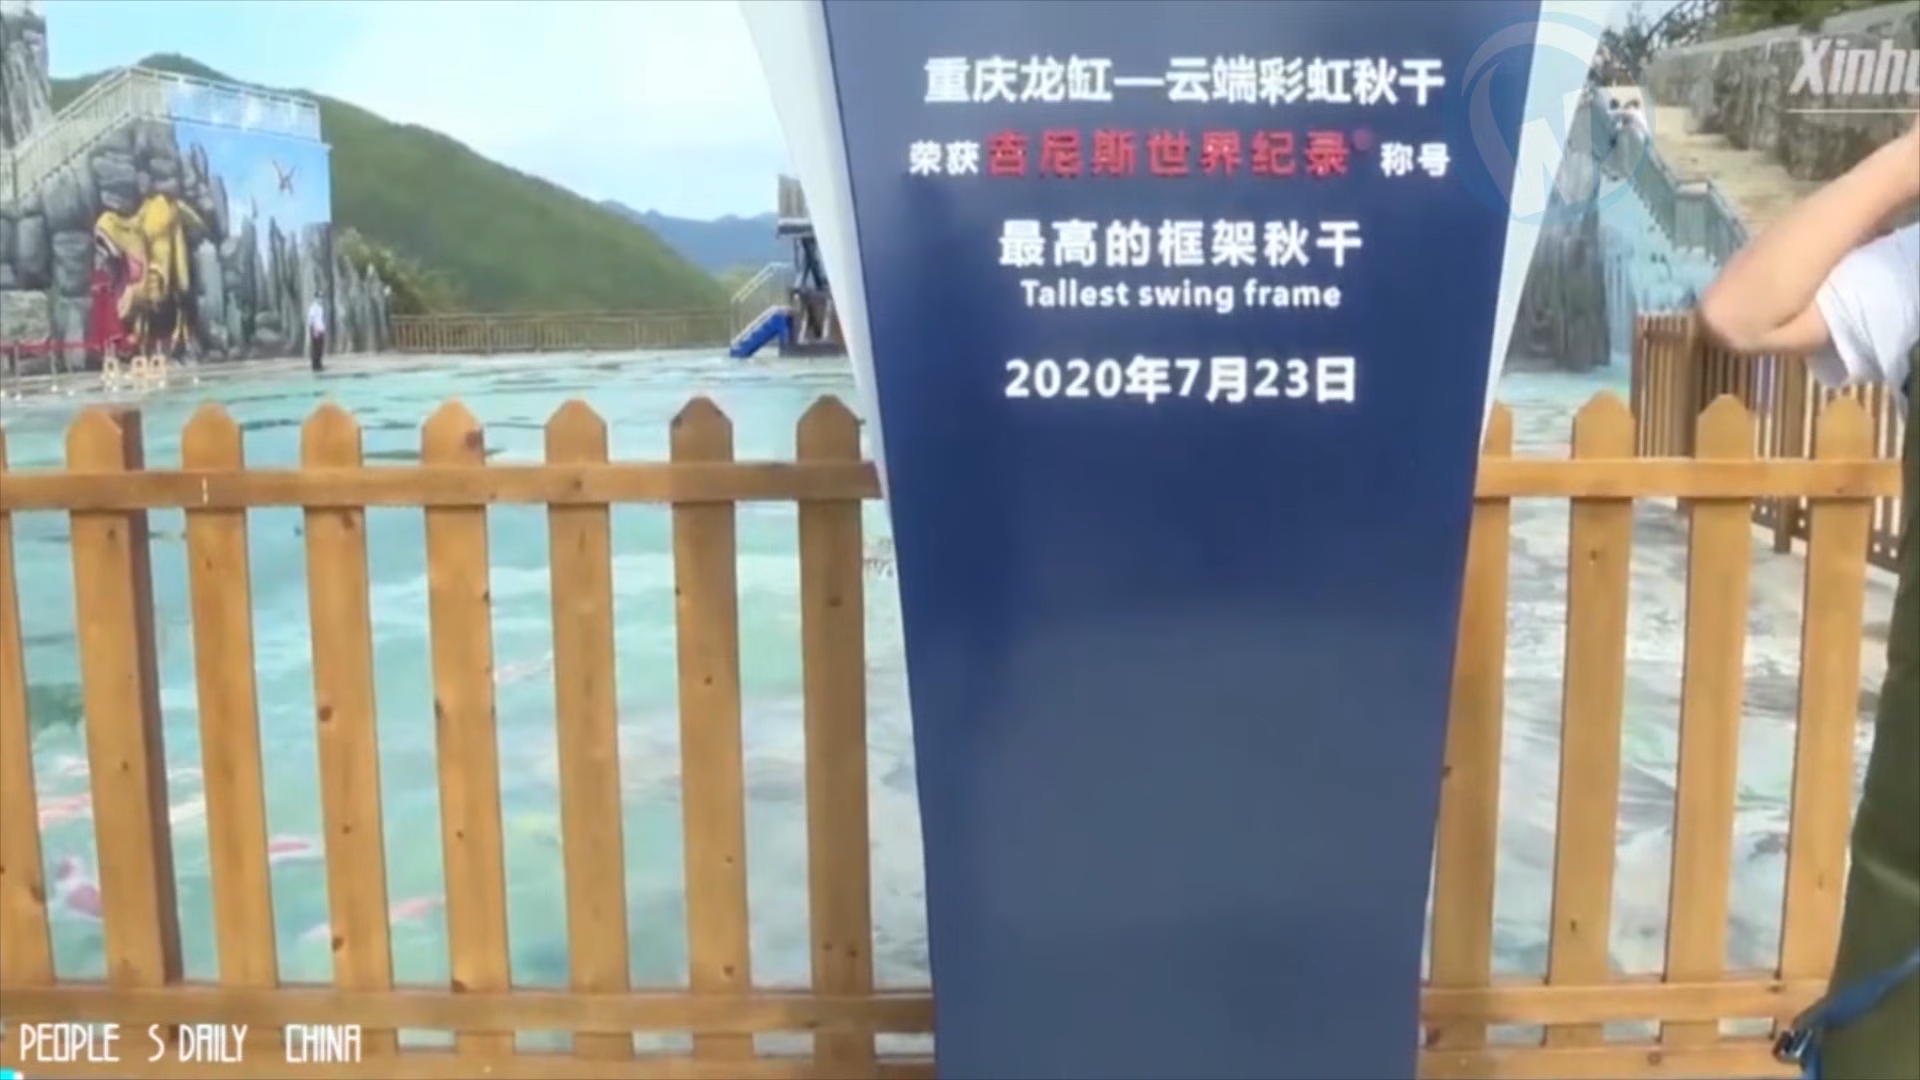 重庆龙缸—云端彩虹秋千
荣获 吉尼斯世界纪录 称号
最高的框架秋千
Tallest swing frame
2020年7月23日
PEOPLE S DAILY CHINA